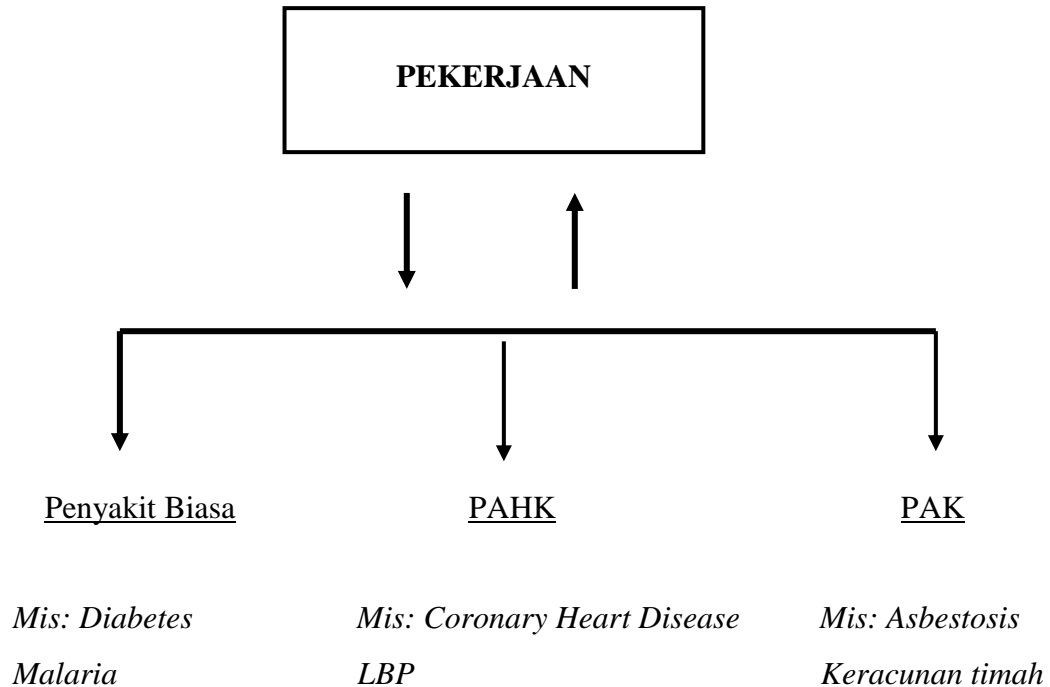 PEKERJAAN
Penyakit Biasa PAHK PAK
Mis: Diabetes Mis: Coronary Heart Disease Mis: Asbestosis
Malaria LBP Keracunan timah